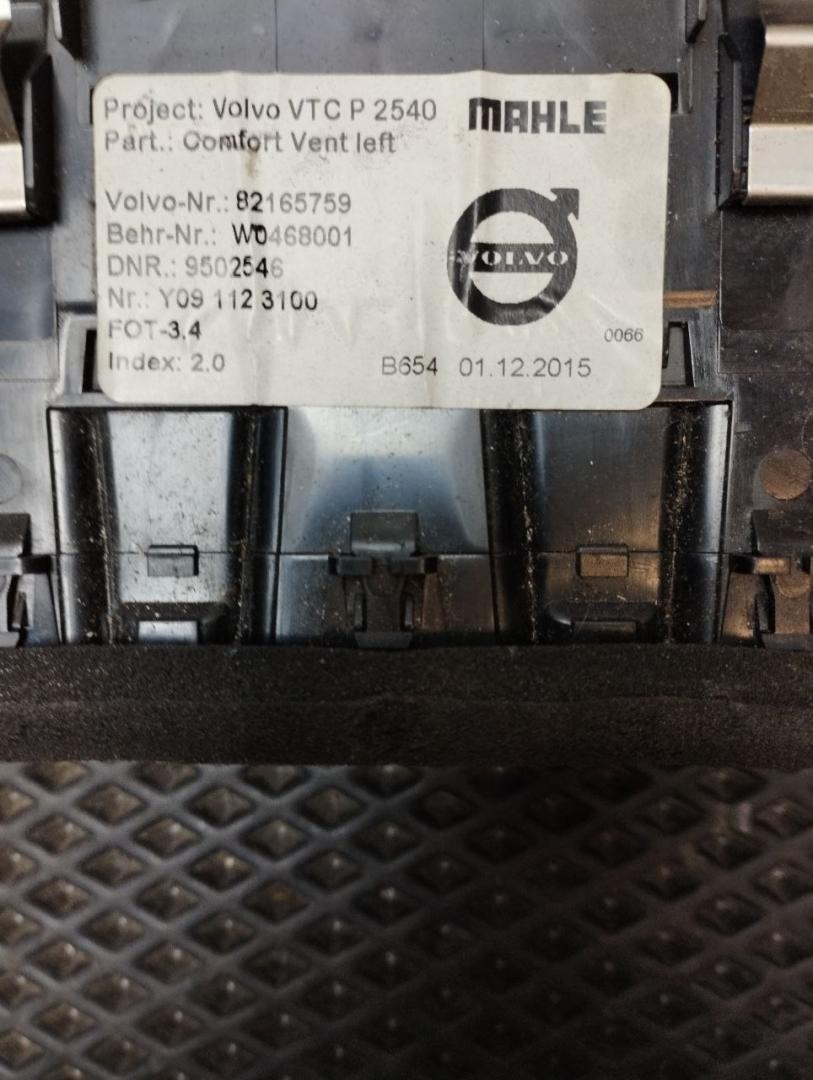 Project: Volvo VTC P 2540
MAHLE
Part.: Comfort Vent left
Volvo-Nr.: 82165759
Behr-Nr.: W0468001
VOLVO
DNR.: 9502546
Nr.: Y09 112 3100
FOT-3.4
0066
Index: 2.0
B654 01.12.2015